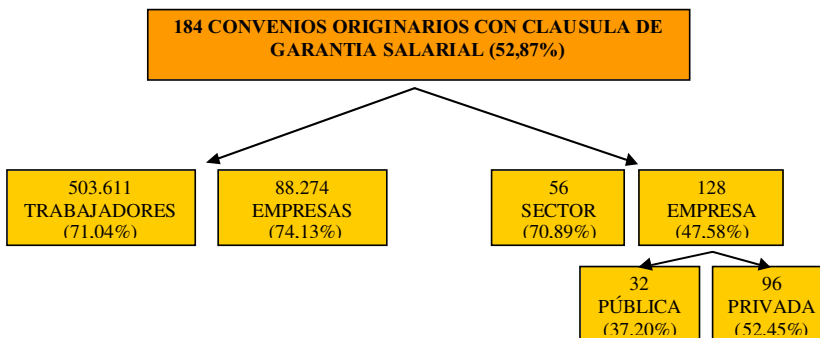 184 CONVENIOS ORIGINARIOS CON CLAUSULA DE
GARANTIA SALARIAL (52,87%)
503.611
TRABAJADORES
(71.04%)
88.274
EMPRESAS
(74.13%)
56
SECTOR
(70.89%)
128
EMPRESA
(47.58%)
32
PÚBLICA
(37.20%)
96
PRIVADA
(52.45%)